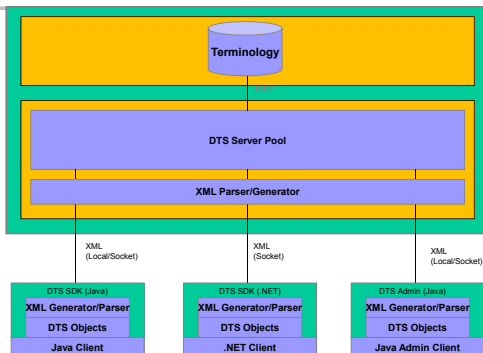 Terminology
DTS Server Pool
XML Parser/Generator
XML
(Local/Socket)
XML
(Socket)
XML
(Local/Socket)
DTS SDK (Java)
XML Generator/Parser
DTS Objects
Java Client
DTS SDK (.NET)
XML Generator/Parser
DTS Objects
.NET Client
DTS Admin (Java)
XML Generator/Parser
DTS Objects
Java Admin Client